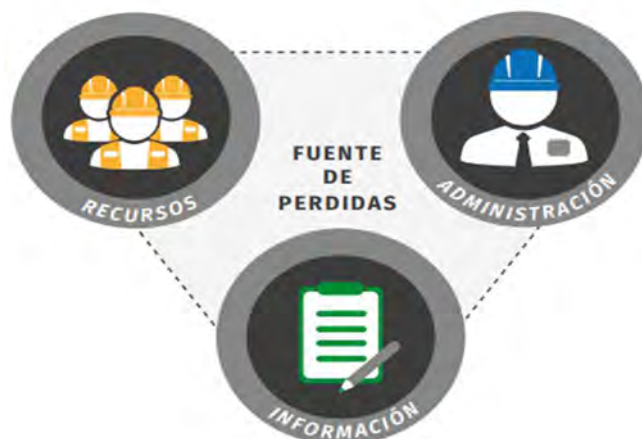 FUENTE
DE
PERDIDAS
RECURSOS
ADMINISTRACIÓN
INFORMACIÓN